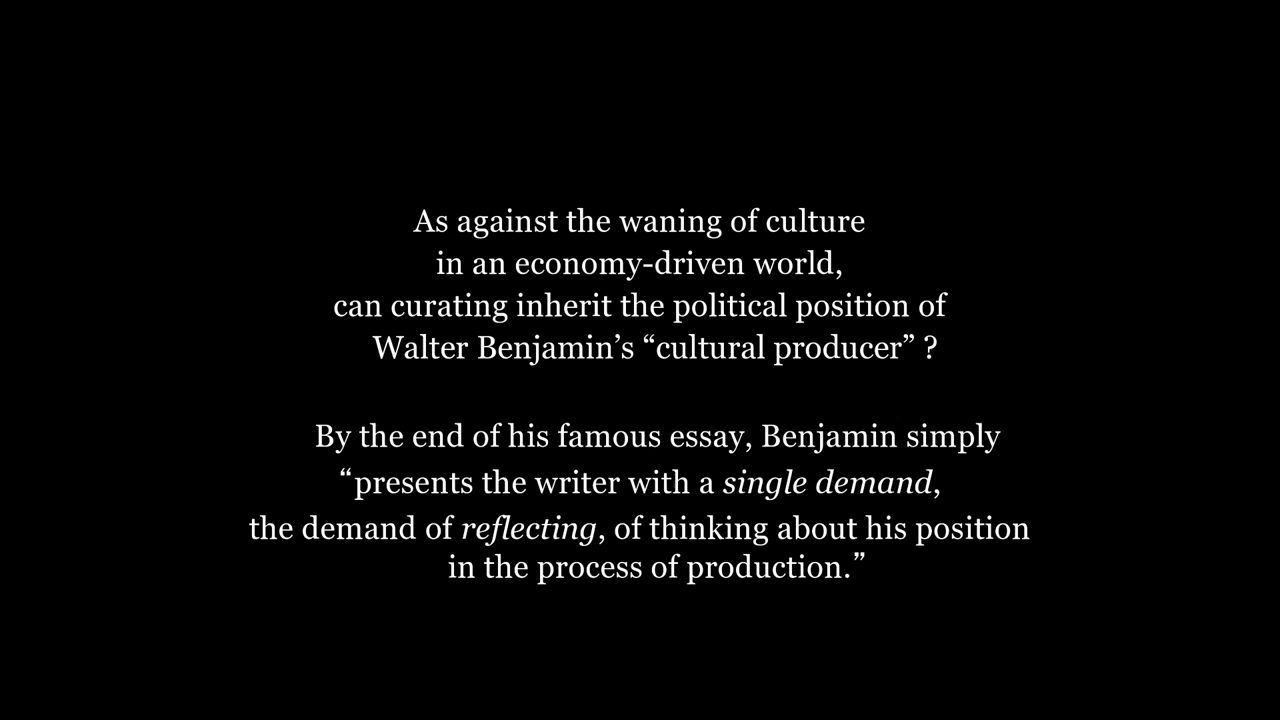 As against the waning of culture
in an economy-driven world,
can curating inherit the political position of
Walter Benjamin’s “cultural producer” ?
By the end of his famous essay, Benjamin simply
“presents the writer with a single demand,
the demand of reflecting, of thinking about his position
in the process of production.”